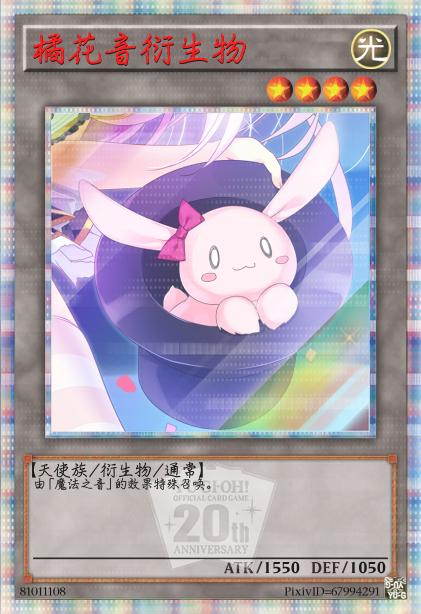 橘花音衍生物
光
【天使族/衍生物/通常】
由「魔法之音」的效果特殊召唤。
YU-GI-OH!
OFFICIAL CARD GAME
20th
ANNIVERSARY
ATK/1550 DEF/1050
81011108
PixivID=67994291